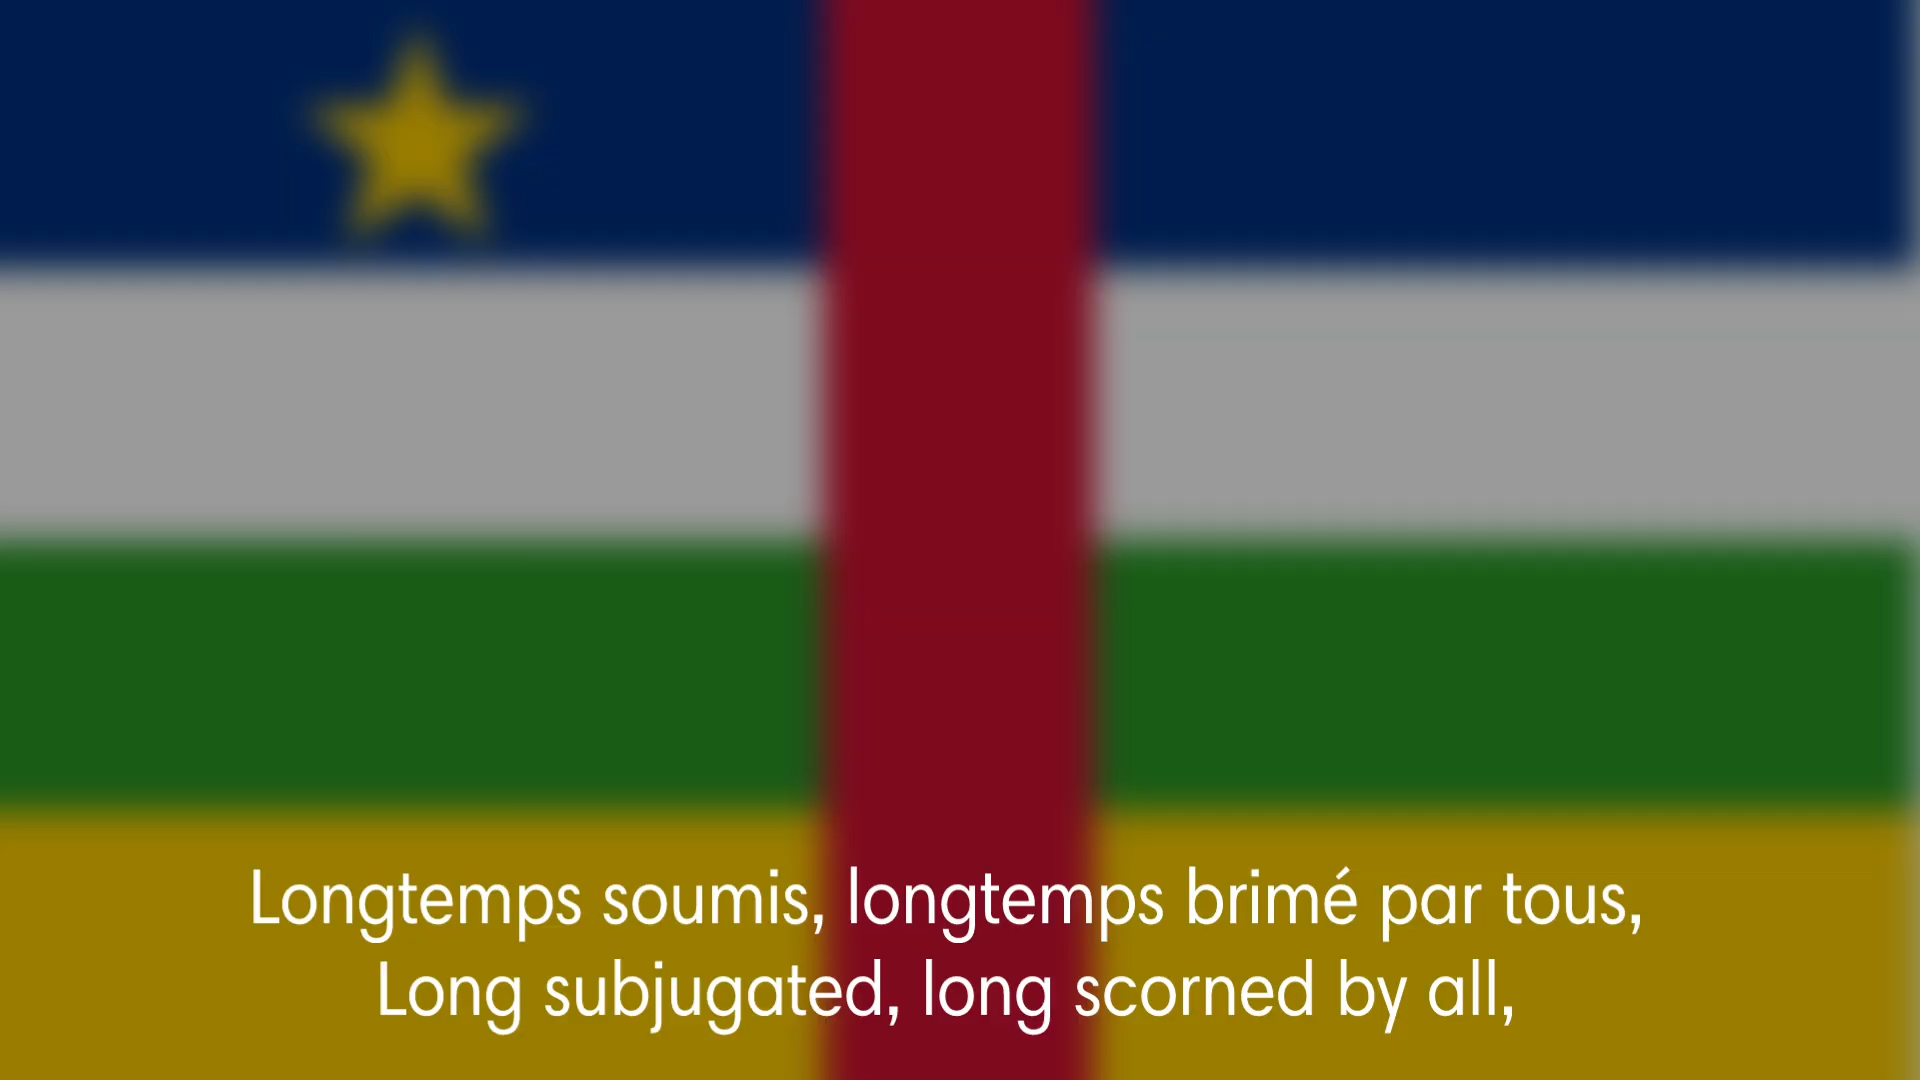 Longtemps soumis, longtemps brimé par tous,
Long subjugated, long scorned by all,